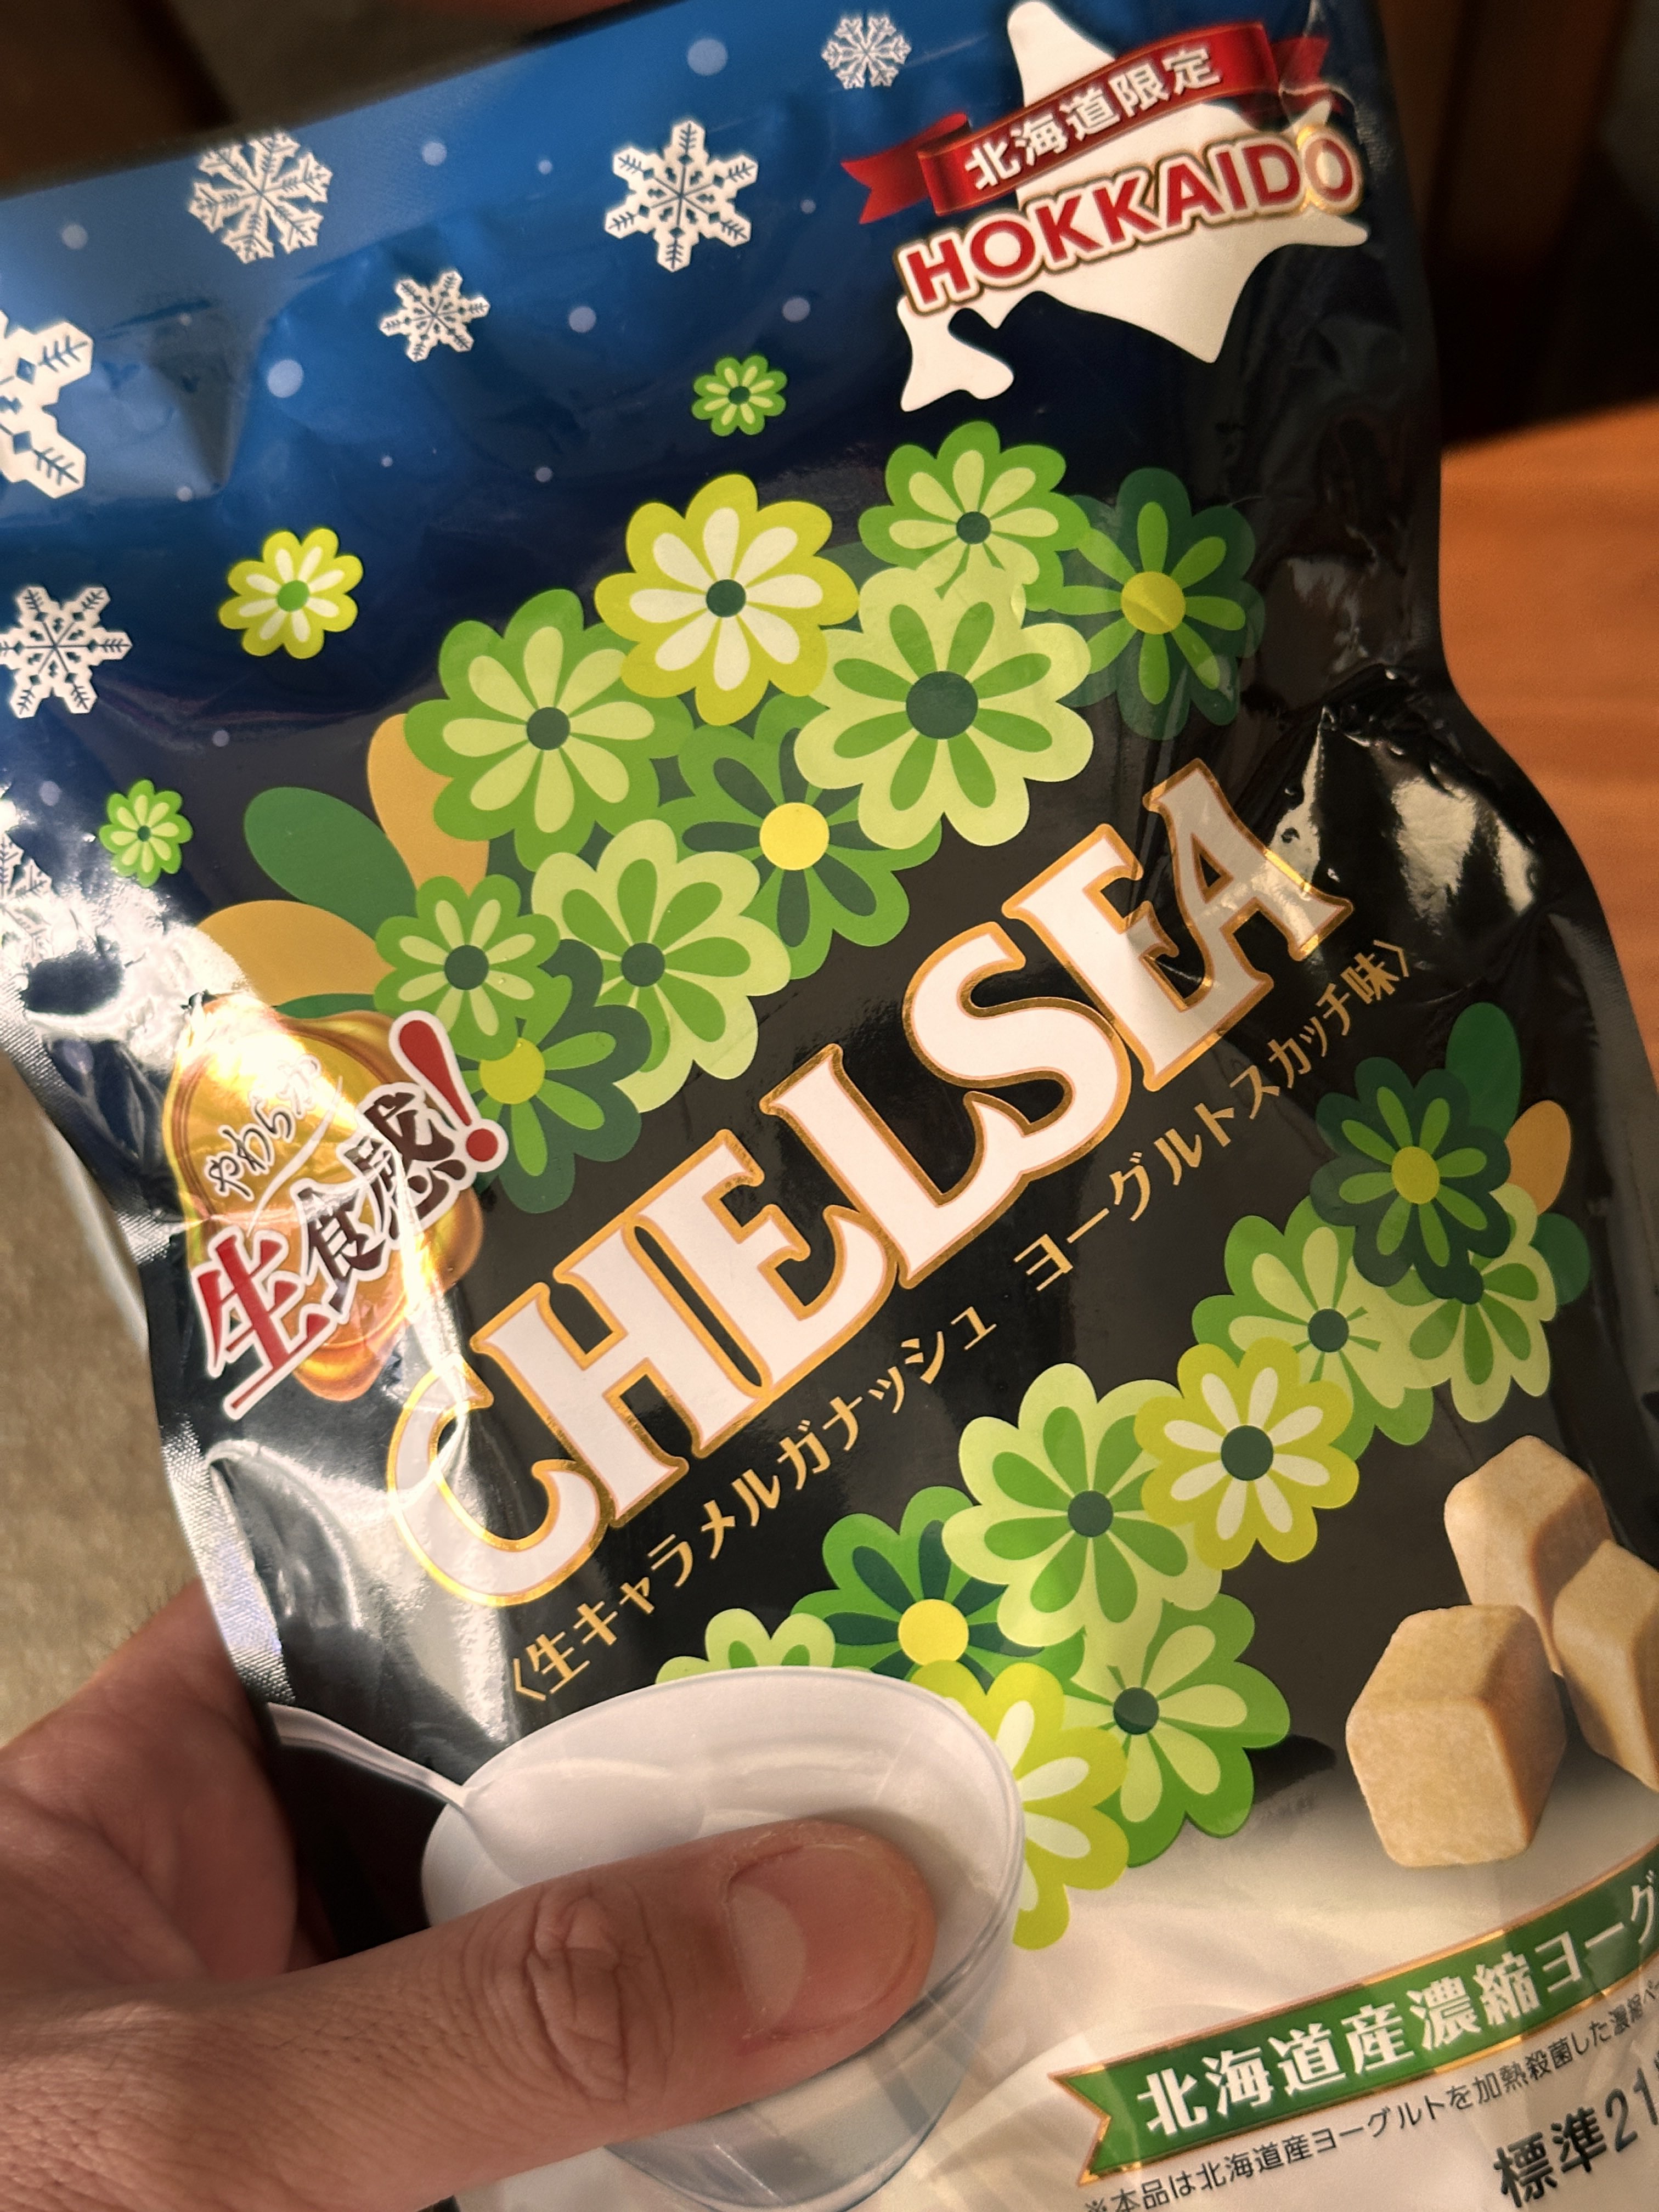 北海道限定
HOKKAIDO
やわらか
生食感!
CHELSEA
〈生キャラメルガナッシュ ヨーグルトスカッチ味〉
北海道産濃縮ヨーグ
※本品は北海道産ヨーグルトを加熱殺菌した濃縮
標準21